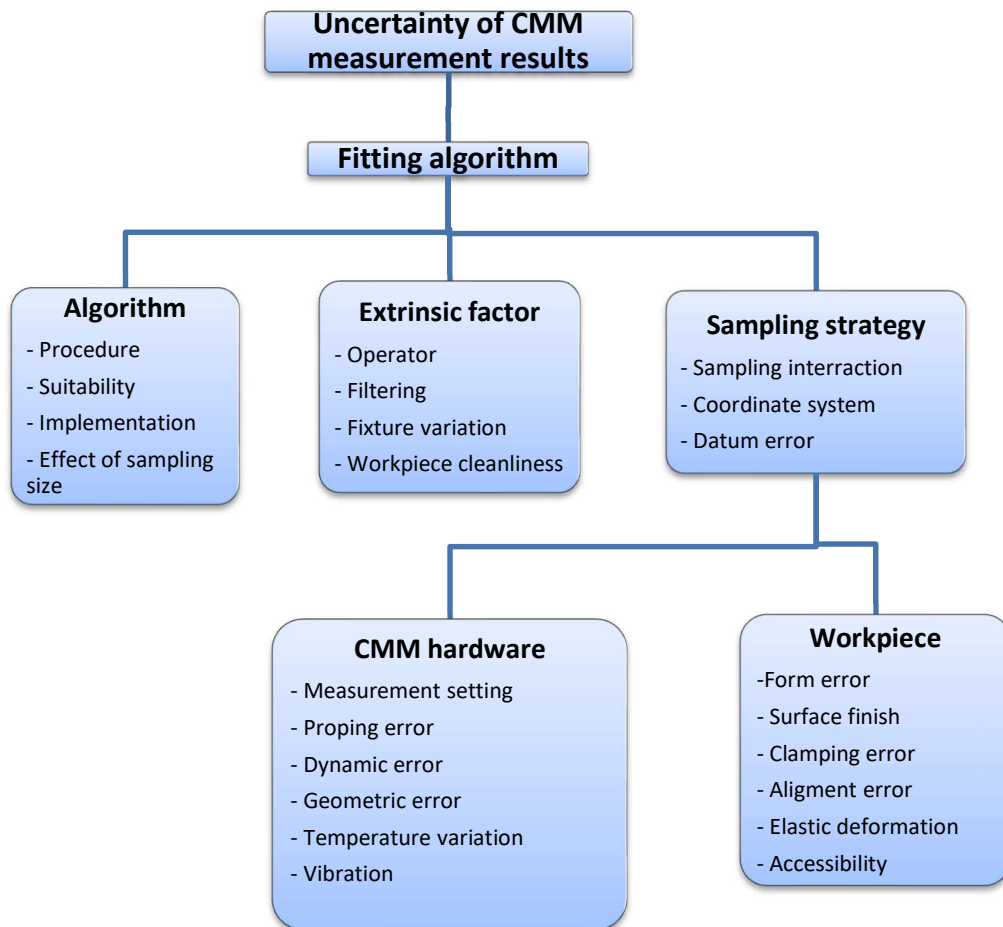 Uncertainty of CMM
measurement results
Fitting algorithm
Algorithm
- Procedure
- Suitability
- Implementation
- Effect of sampling
size
Extrinsic factor
- Operator
- Filtering
- Fixture variation
- Workpiece cleanliness
Sampling strategy
- Sampling interraction
- Coordinate system
- Datum error
CMM hardware
- Measurement setting
- Proping error
- Dynamic error
- Geometric error
- Temperature variation
- Vibration
Workpiece
-Form error
- Surface finish
- Clamping error
- Aligment error
- Elastic deformation
- Accessibility